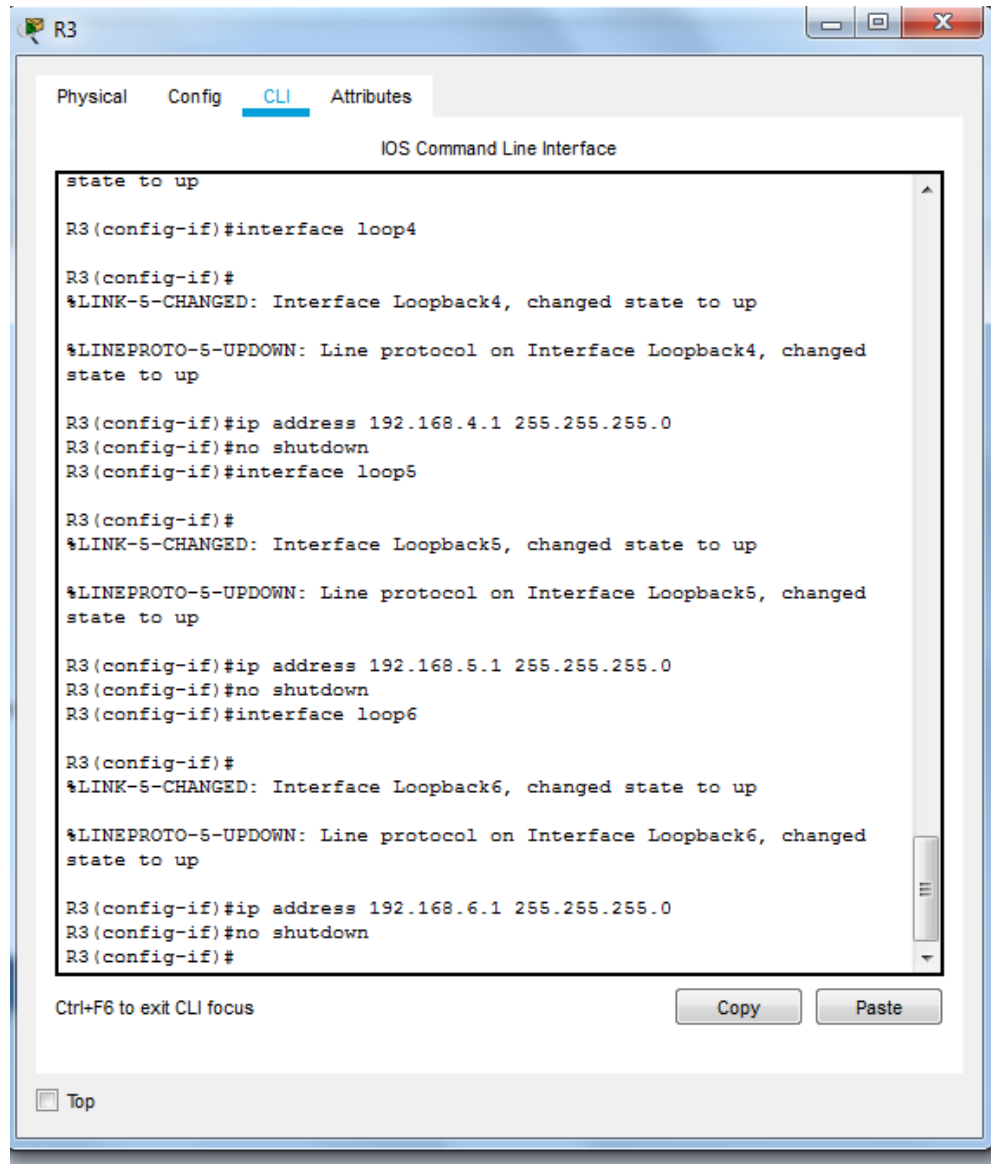 R3
Physical Config CLI Attributes
IOS Command Line Interface
state to up
R3(config-if)#interface loop4
R3(config-if)#
%LINK-5-CHANGED: Interface Loopback4, changed state to up
%LINEPROTO-5-UPDOWN: Line protocol on Interface Loopback4, changed
state to up
R3(config-if)#ip address 192.168.4.1 255.255.255.0
R3(config-if)#no shutdown
R3(config-if)#interface loop5
R3(config-if)#
%LINK-5-CHANGED: Interface Loopback5, changed state to up
%LINEPROTO-5-UPDOWN: Line protocol on Interface Loopback5, changed
state to up
R3(config-if)#ip address 192.168.5.1 255.255.255.0
R3(config-if)#no shutdown
R3(config-if)#interface loop6
R3(config-if)#
%LINK-5-CHANGED: Interface Loopback6, changed state to up
%LINEPROTO-5-UPDOWN: Line protocol on Interface Loopback6, changed
state to up
R3(config-if)#ip address 192.168.6.1 255.255.255.0
R3(config-if)#no shutdown
R3(config-if)#
Ctrl+F6 to exit CLI focus Copy Paste
Top